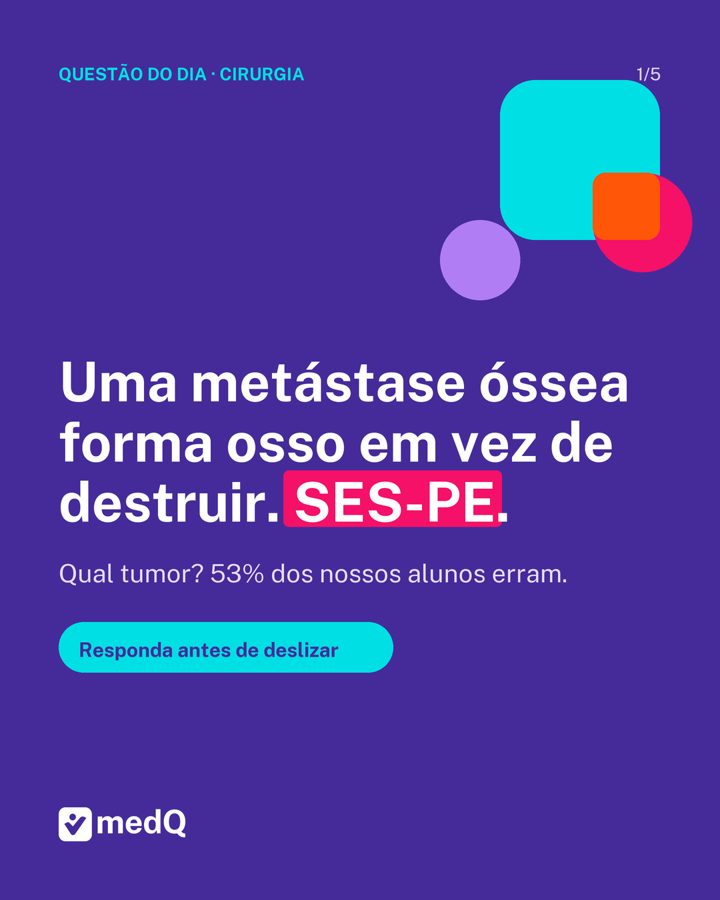 QUESTÃO DO DIA · CIRURGIA
1/5
Uma metástase óssea
forma osso em vez de
destruir. SES-PE.
Qual tumor? 53% dos nossos alunos erram.
Responda antes de deslizar
medQ